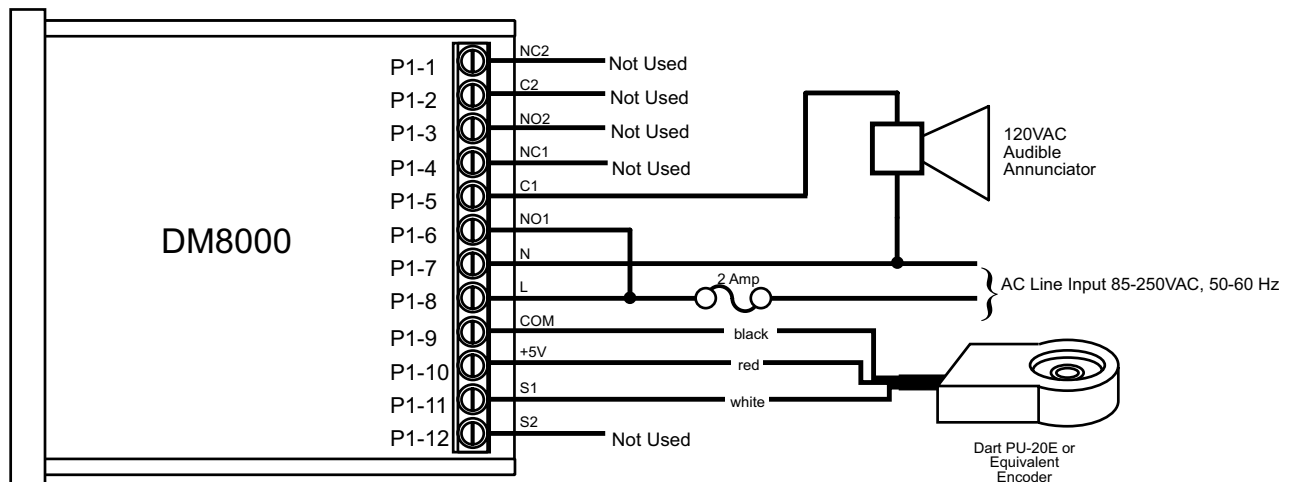 DM8000
P1-1 NC2 Not Used
P1-2 C2 Not Used
P1-3 NO2 Not Used
P1-4 NC1 Not Used
P1-5 C1
P1-6 NO1
P1-7 N
P1-8 L 2 Amp
P1-9 COM black
P1-10 +5V red
P1-11 S1 white
P1-12 S2 Not Used
120VAC
Audible
Annunciator
AC Line Input 85-250VAC, 50-60 Hz
Dart PU-20E or
Equivalent
Encoder